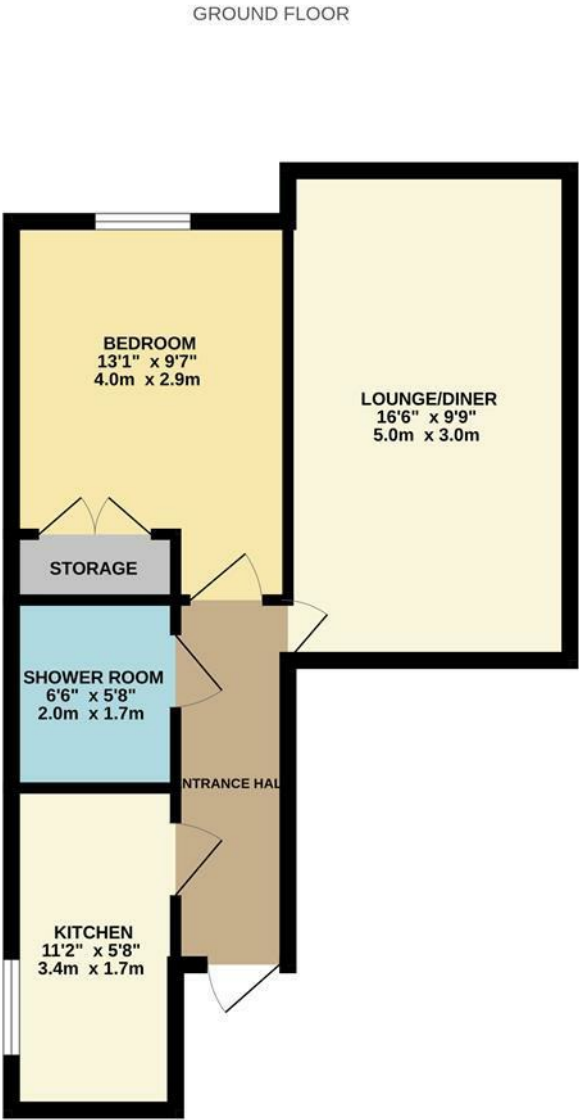 GROUND FLOOR
BEDROOM
13'1" x 9'7"
4.0m x 2.9m
LOUNGE/DINER
16'6" x 9'9"
5.0m x 3.0m
STORAGE
SHOWER ROOM
6'6" x 5'8"
2.0m x 1.7m
NTRANCE HAL
KITCHEN
11'2" x 5'8"
3.4m x 1.7m